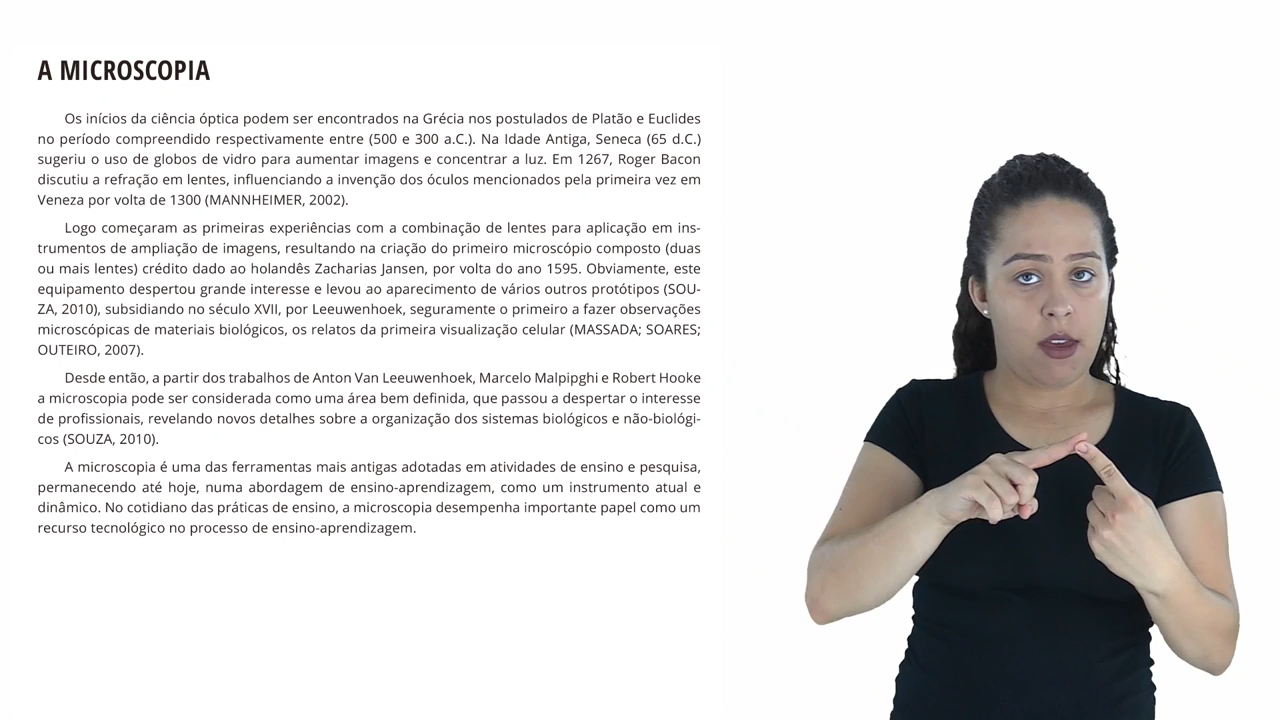 A MICROSCOPIA
Os inícios da ciência óptica podem ser encontrados na Grécia nos postulados de Platão e Euclides
no período compreendido respectivamente entre (500 e 300 a.C.). Na Idade Antiga, Seneca (65 d.C.)
sugeriu o uso de globos de vidro para aumentar imagens e concentrar a luz. Em 1267, Roger Bacon
discutiu a refração em lentes, influenciando a invenção dos óculos mencionados pela primeira vez em
Veneza por volta de 1300 (MANNHEIMER, 2002).
Logo começaram as primeiras experiências com a combinação de lentes para aplicação em ins-
trumentos de ampliação de imagens, resultando na criação do primeiro microscópio composto (duas
ou mais lentes) crédito dado ao holandês Zacharias Jansen, por volta do ano 1595. Obviamente, este
equipamento despertou grande interesse e levou ao aparecimento de vários outros protótipos (SOU-
ZA, 2010), subsidiando no século XVII, por Leeuwenhoek, seguramente o primeiro a fazer observações
microscópicas de materiais biológicos, os relatos da primeira visualização celular (MASSADA; SOARES;
OUTEIRO, 2007).
Desde então, a partir dos trabalhos de Anton Van Leeuwenhoek, Marcelo Malpipghi e Robert Hooke
a microscopia pode ser considerada como uma área bem definida, que passou a despertar o interesse
de profissionais, revelando novos detalhes sobre a organização dos sistemas biológicos e não-biológi-
cos (SOUZA, 2010).
A microscopia é uma das ferramentas mais antigas adotadas em atividades de ensino e pesquisa,
permanecendo até hoje, numa abordagem de ensino-aprendizagem, como um instrumento atual e
dinâmico. No cotidiano das práticas de ensino, a microscopia desempenha importante papel como um
recurso tecnológico no processo de ensino-aprendizagem.